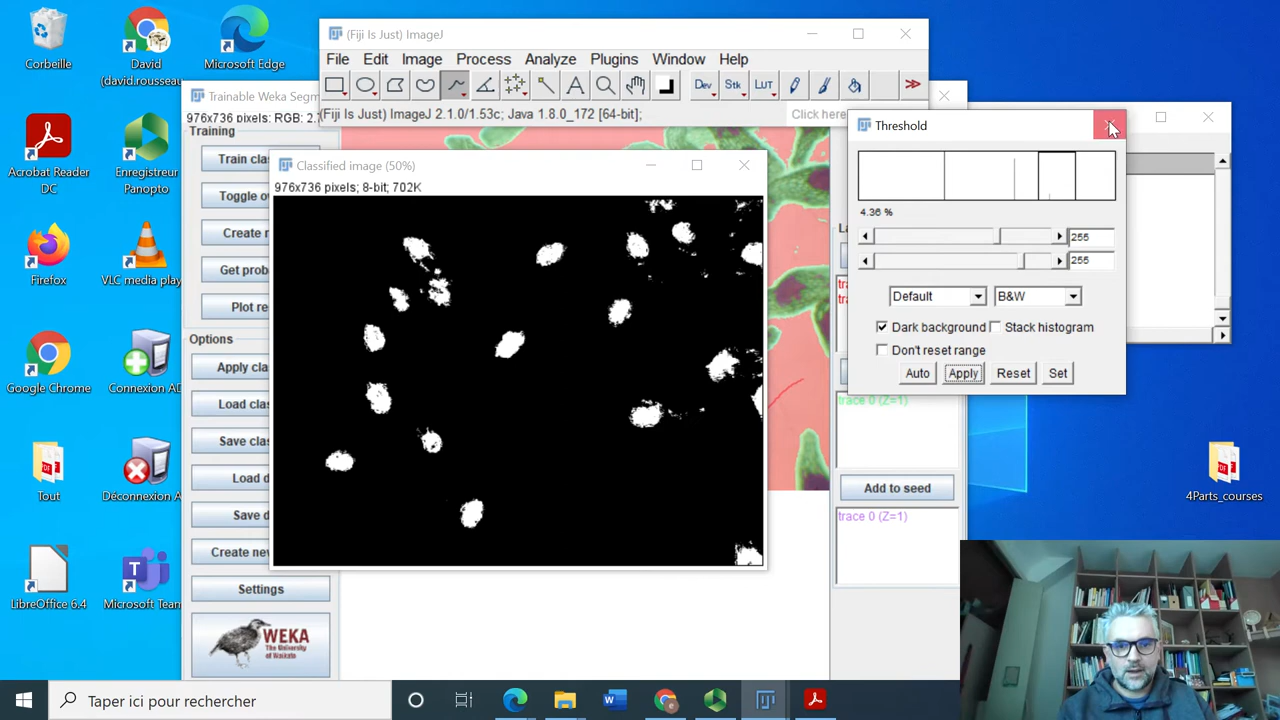 Corbeille
David
(david.rousseau
Microsoft Edge
Acrobat Reader
DC
Enregistreur
Panopto
Firefox
VLC media play
Google Chrome
Connexion AD
Tout
Déconnexion A
LibreOffice 6.4
Microsoft Team
(Fiji Is Just) ImageJ
File Edit Image Process Analyze Plugins Window Help
Dev
Stk
LUT
A
>>
(Fiji Is Just) ImageJ 2.1.0/1.53c; Java 1.8.0_172 [64-bit];
Click here
Trainable Weka Segm
976x736 pixels: RGB: 2.
Training
Train clas
Toggle ov
Create r
Get prob
Plot re
Options
Apply cla
Load clas
Save cla
Load d
Save d
Create new
Settings
WEKA
The University
of Waikato
Classified image (50%)
976x736 pixels; 8-bit; 702K
Threshold
4.36 %
255
255
Default
B&W
Dark background
Stack histogram
Don't reset range
Auto
Apply
Reset
Set
La
tra
tra
trace 0 (Z=1)
Add to seed
trace 0 (Z=1)
4Parts_courses
Taper ici pour rechercher